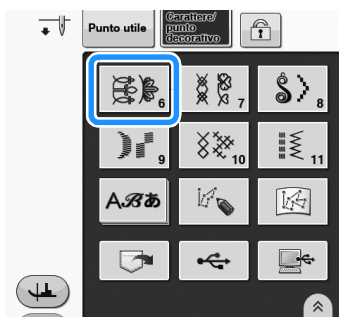 Punto utile
Carattere/
punto
decorativo
6
7
8
9
10
11
Aℬあ